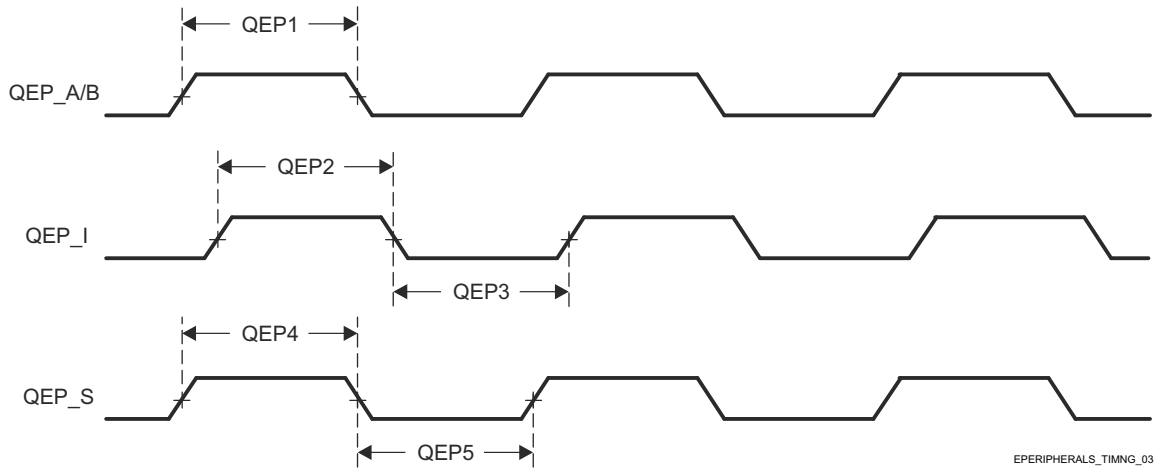 QEP1
QEP_A/B
QEP2
QEP_I
QEP3
QEP4
QEP_S
QEP5
EPERIPHERALS_TIMNG_03